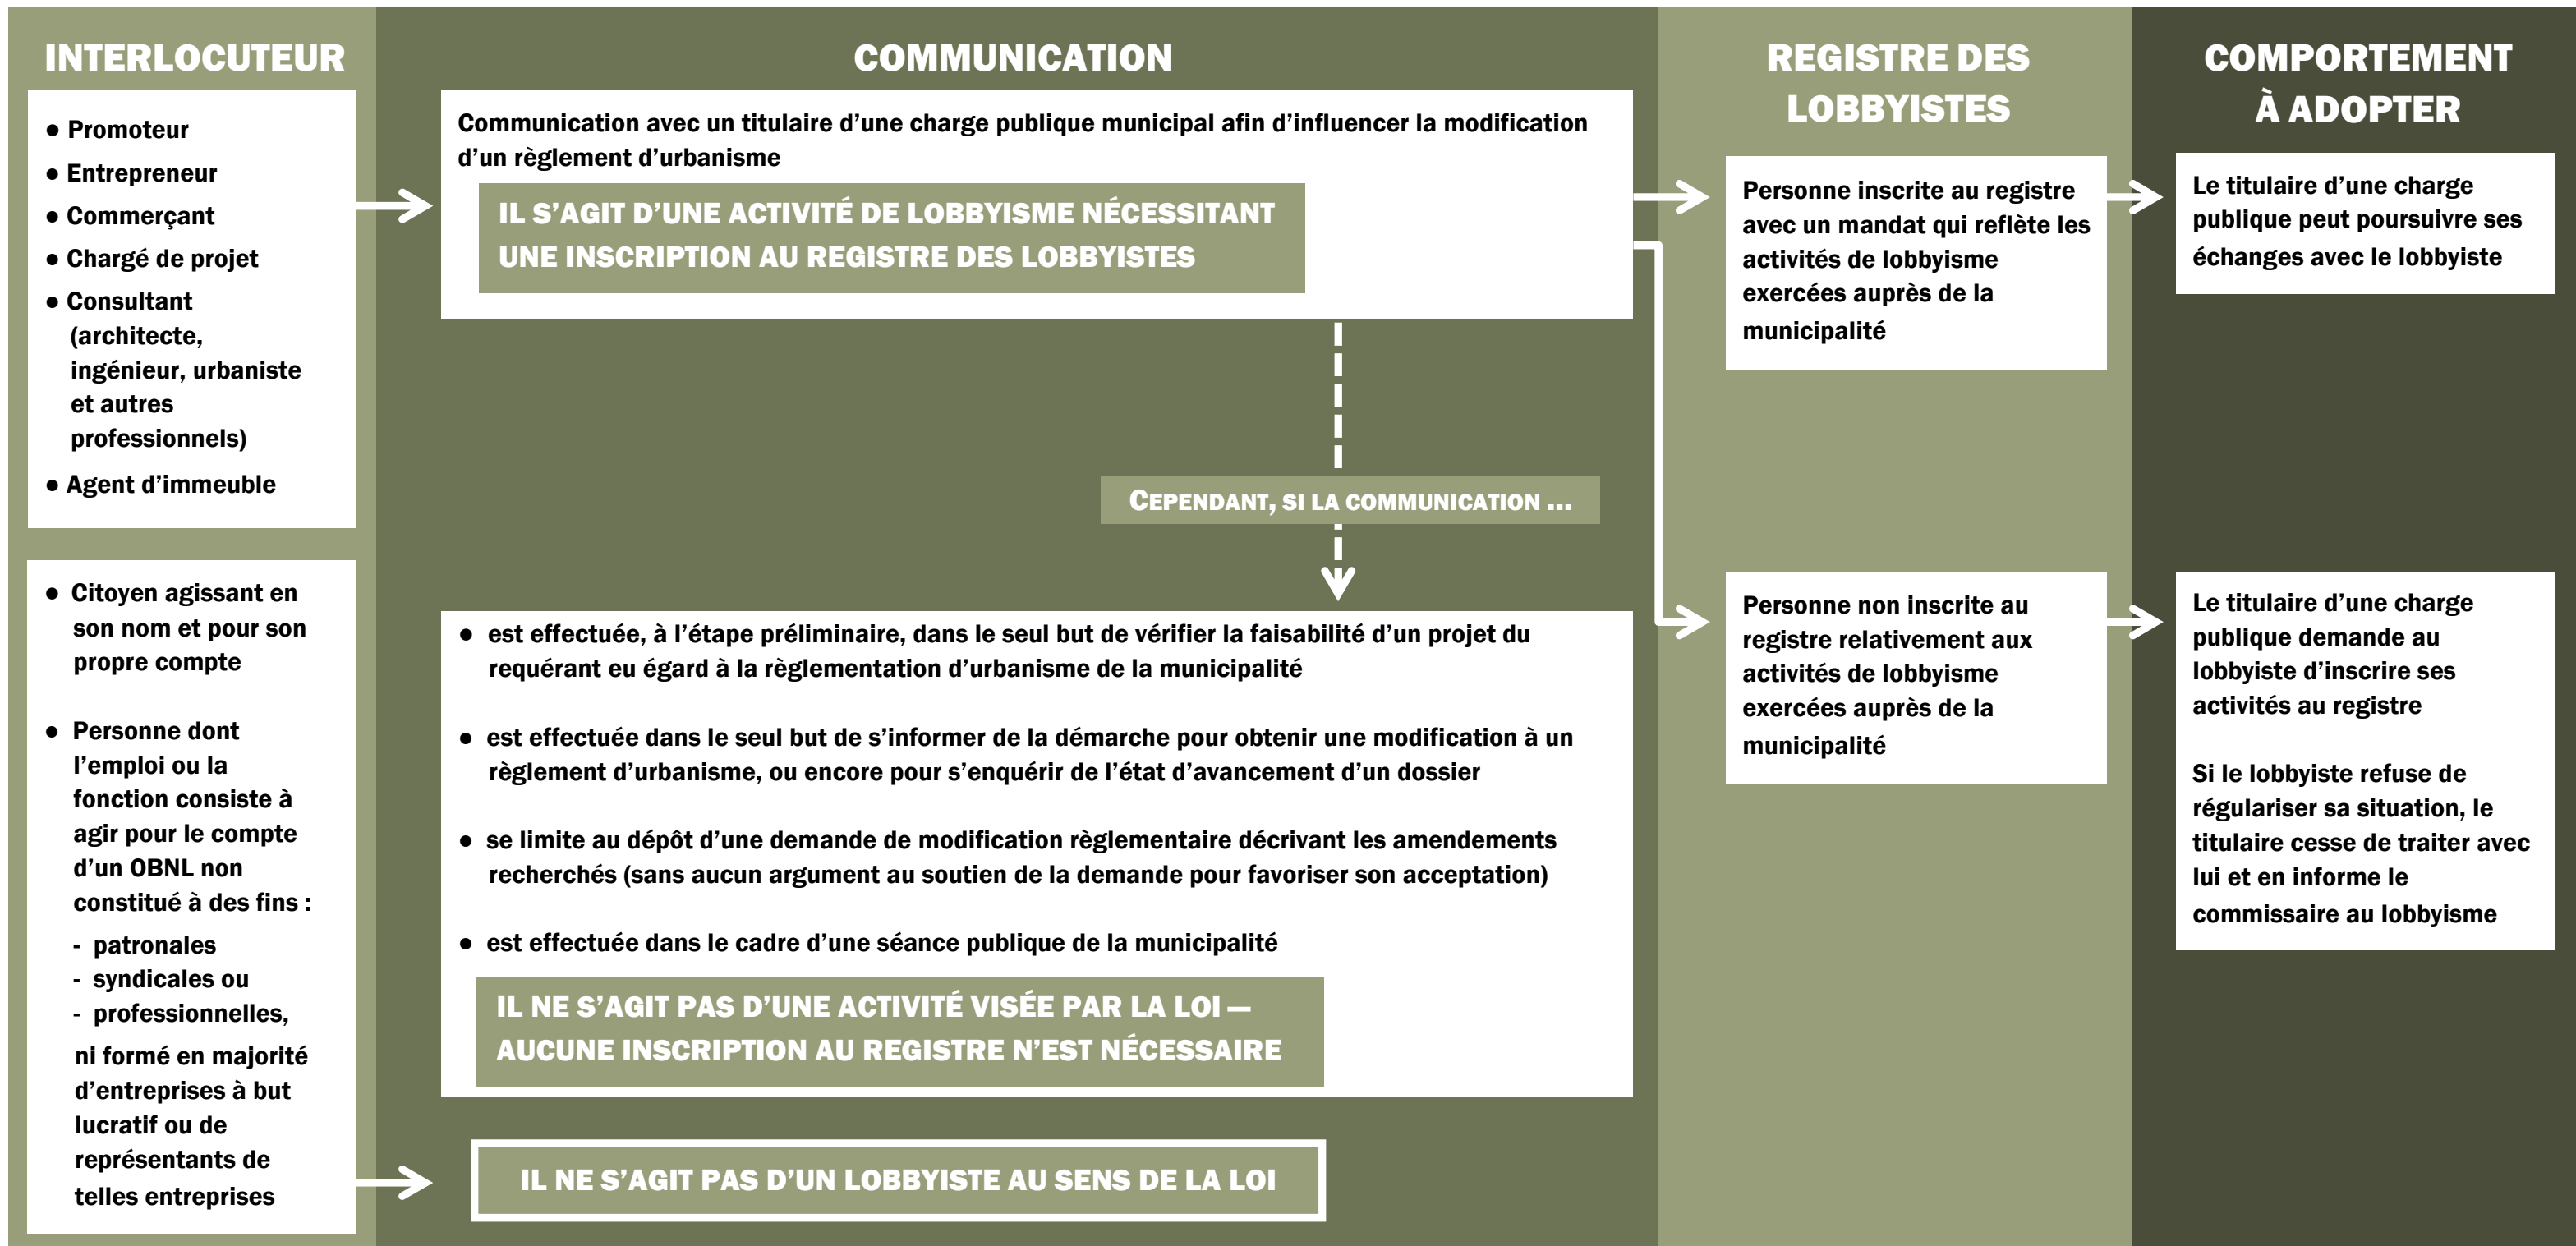 INTERLOCUTEUR
● Promoteur
● Entrepreneur
● Commerçant
● Chargé de projet
● Consultant
(architecte,
ingénieur, urbaniste
et autres
professionnels)
● Agent d’immeuble
● Citoyen agissant en
son nom et pour son
propre compte
● Personne dont
l’emploi ou la
fonction consiste à
agir pour le compte
d’un OBNL non
constitué à des fins :
- patronales
- syndicales ou
- professionnelles,
ni formé en majorité
d’entreprises à but
lucratif ou de
représentants de
telles entreprises
COMMUNICATION
Communication avec un titulaire d’une charge publique municipal afin d’influencer la modification
d’un règlement d’urbanisme
IL S’AGIT D’UNE ACTIVITÉ DE LOBBYISME NÉCESSITANT
UNE INSCRIPTION AU REGISTRE DES LOBBYISTES
CEPENDANT, SI LA COMMUNICATION ...
● est effectuée, à l’étape préliminaire, dans le seul but de vérifier la faisabilité d’un projet du
requérant eu égard à la règlementation d’urbanisme de la municipalité
● est effectuée dans le seul but de s’informer de la démarche pour obtenir une modification à un
règlement d’urbanisme, ou encore pour s’enquérir de l’état d’avancement d’un dossier
● se limite au dépôt d’une demande de modification règlementaire décrivant les amendements
recherchés (sans aucun argument au soutien de la demande pour favoriser son acceptation)
● est effectuée dans le cadre d’une séance publique de la municipalité
IL NE S’AGIT PAS D’UNE ACTIVITÉ VISÉE PAR LA LOI —
AUCUNE INSCRIPTION AU REGISTRE N’EST NÉCESSAIRE
IL NE S’AGIT PAS D’UN LOBBYISTE AU SENS DE LA LOI
REGISTRE DES
LOBBYISTES
Personne inscrite au registre
avec un mandat qui reflète les
activités de lobbyisme
exercées auprès de la
municipalité
Personne non inscrite au
registre relativement aux
activités de lobbyisme
exercées auprès de la
municipalité
COMPORTEMENT
À ADOPTER
Le titulaire d’une charge
publique peut poursuivre ses
échanges avec le lobbyiste
Le titulaire d’une charge
publique demande au
lobbyiste d’inscrire ses
activités au registre
Si le lobbyiste refuse de
régulariser sa situation, le
titulaire cesse de traiter avec
lui et en informe le
commissaire au lobbyisme